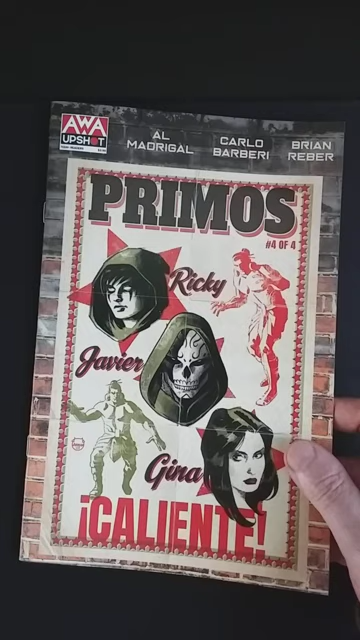 AWA
UPSHOT
AL
MADRIGAL
CARLO
BARBERI
BRIAN
REBER
PRIMOS
#4 OF 4
Ricky
Javier
Gina
¡CALIENTE!